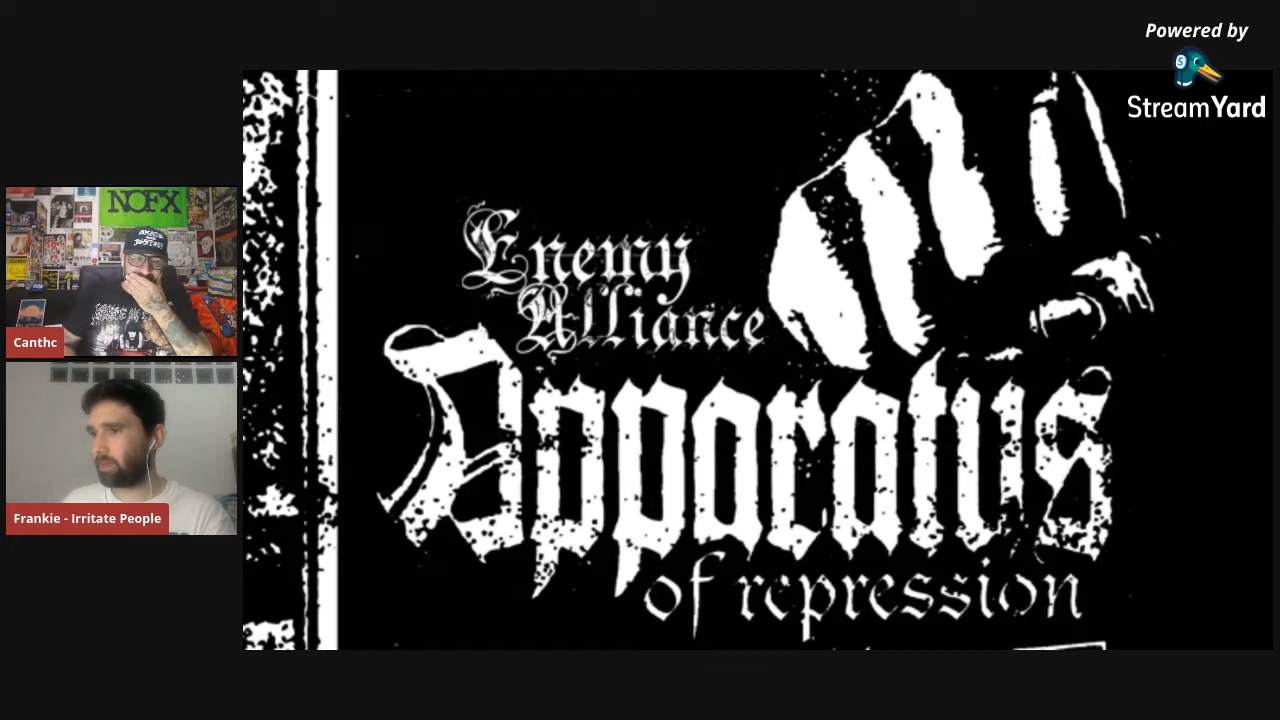 Powered by
StreamYard
NOFX
Canthc
Frankie - Irritate People
Enemy
Alliance
Apparatus
of repression